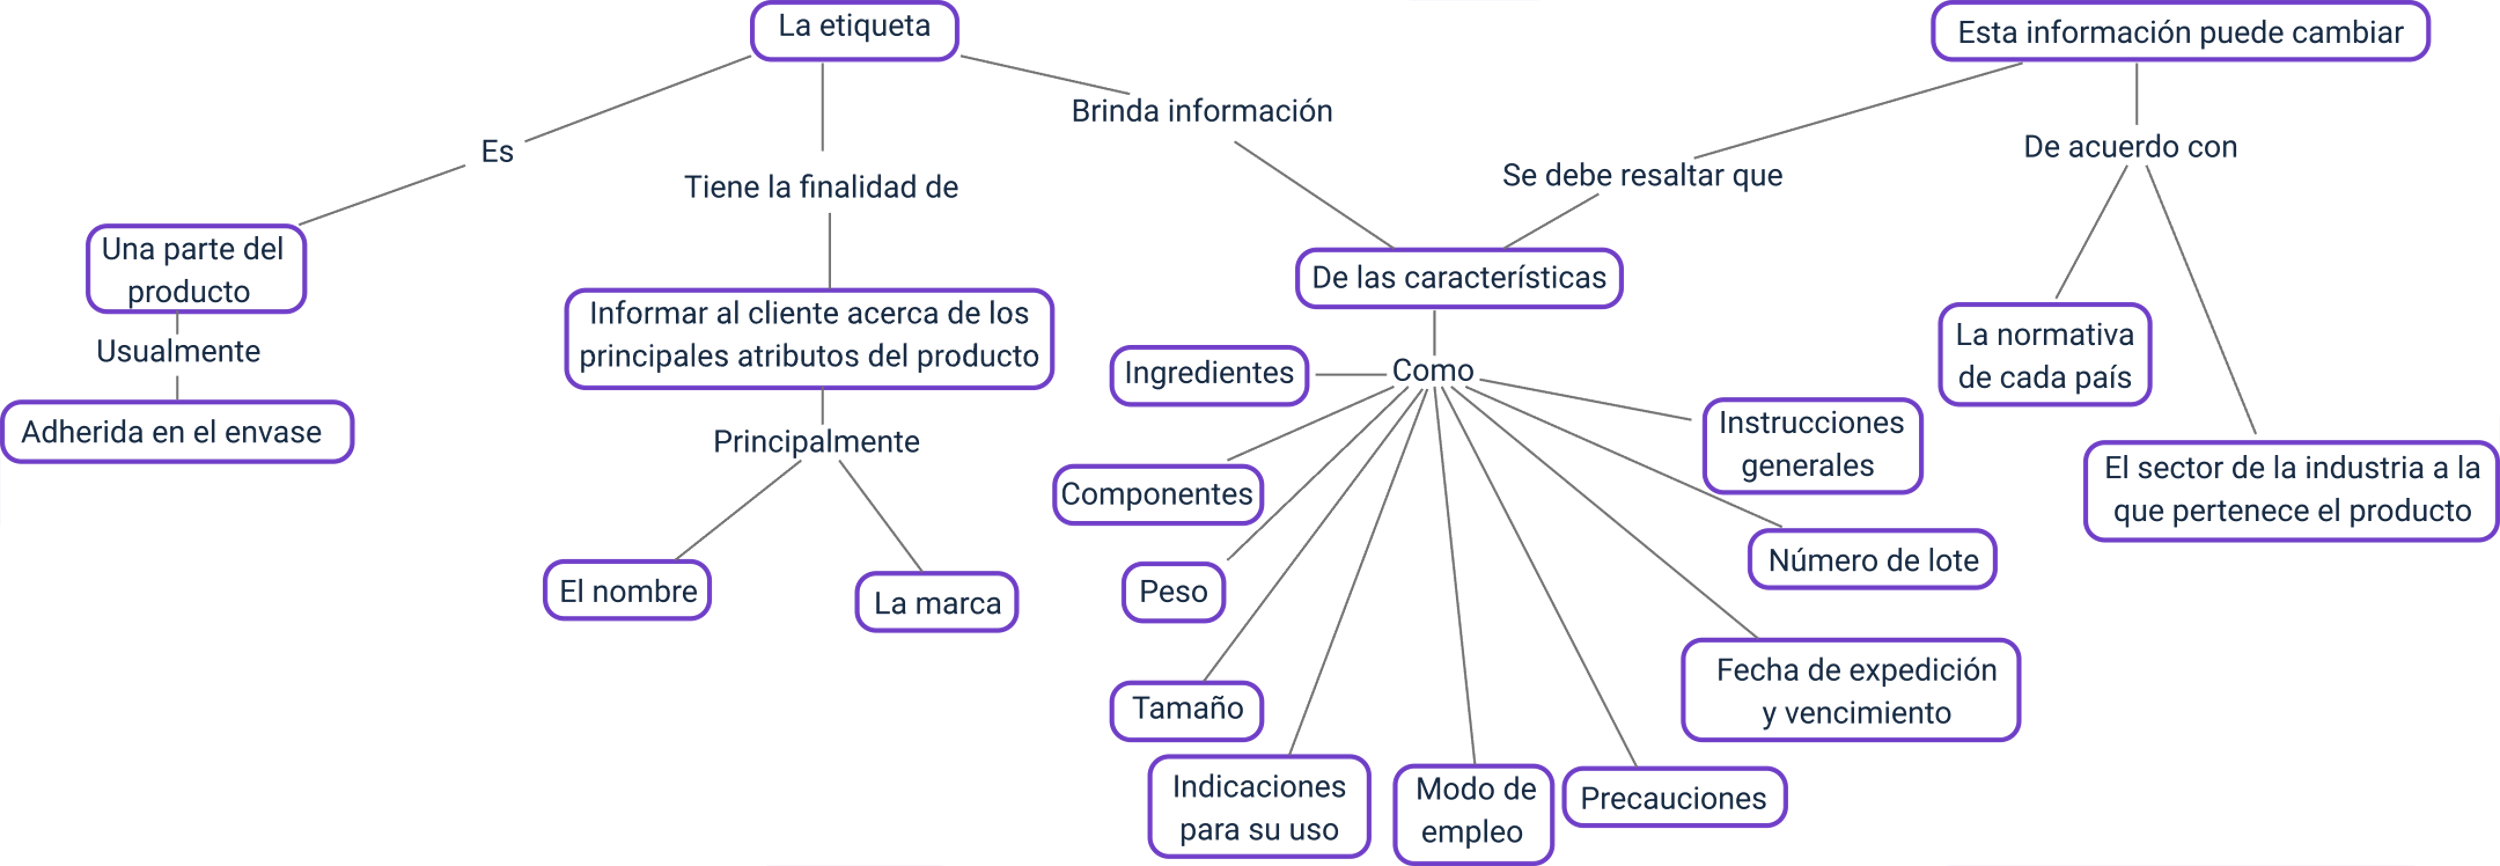 La etiqueta
Esta información puede cambiar
Brinda información
Es
De acuerdo con
Se debe resaltar que
Tiene la finalidad de
Una parte del
producto
De las características
Informar al cliente acerca de los
principales atributos del producto
La normativa
de cada país
Usualmente
Ingredientes
Como
Adherida en el envase
Principalmente
Instrucciones
generales
El sector de la industria a la
que pertenece el producto
Componentes
Número de lote
El nombre
La marca
Peso
Fecha de expedición
y vencimiento
Tamaño
Indicaciones
para su uso
Modo de
empleo
Precauciones